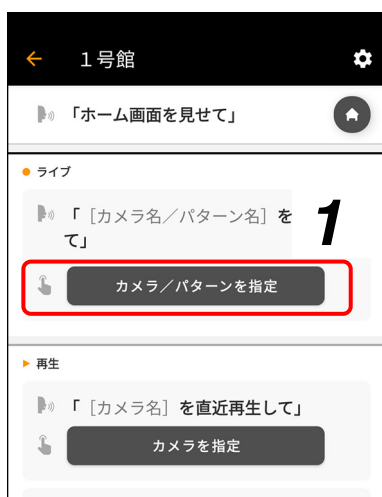 １号館
「ホーム画面を見せて」
ライブ
「［カメラ名／パターン名］を
て」
1
カメラ／パターンを指定
再生
「［カメラ名］を直近再生して」
カメラを指定